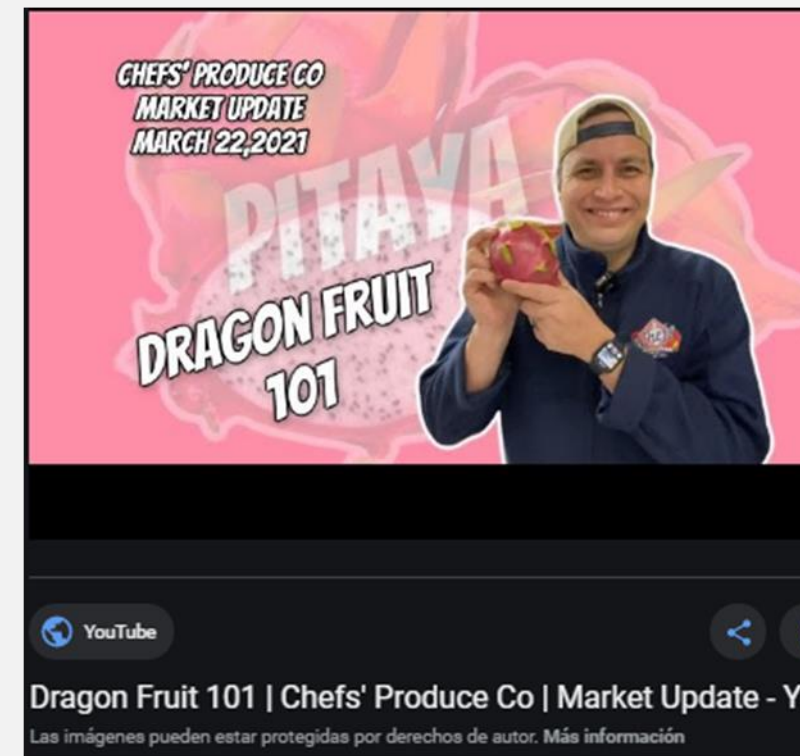 CHEFS' PRODUCE CO
MARKET UPDATE
MARCH 22,2021
PITAYA
DRAGON FRUIT
101
YouTube
Dragon Fruit 101 | Chefs' Produce Co | Market Update - Y
Las imágenes pueden estar protegidas por derechos de autor. Más información